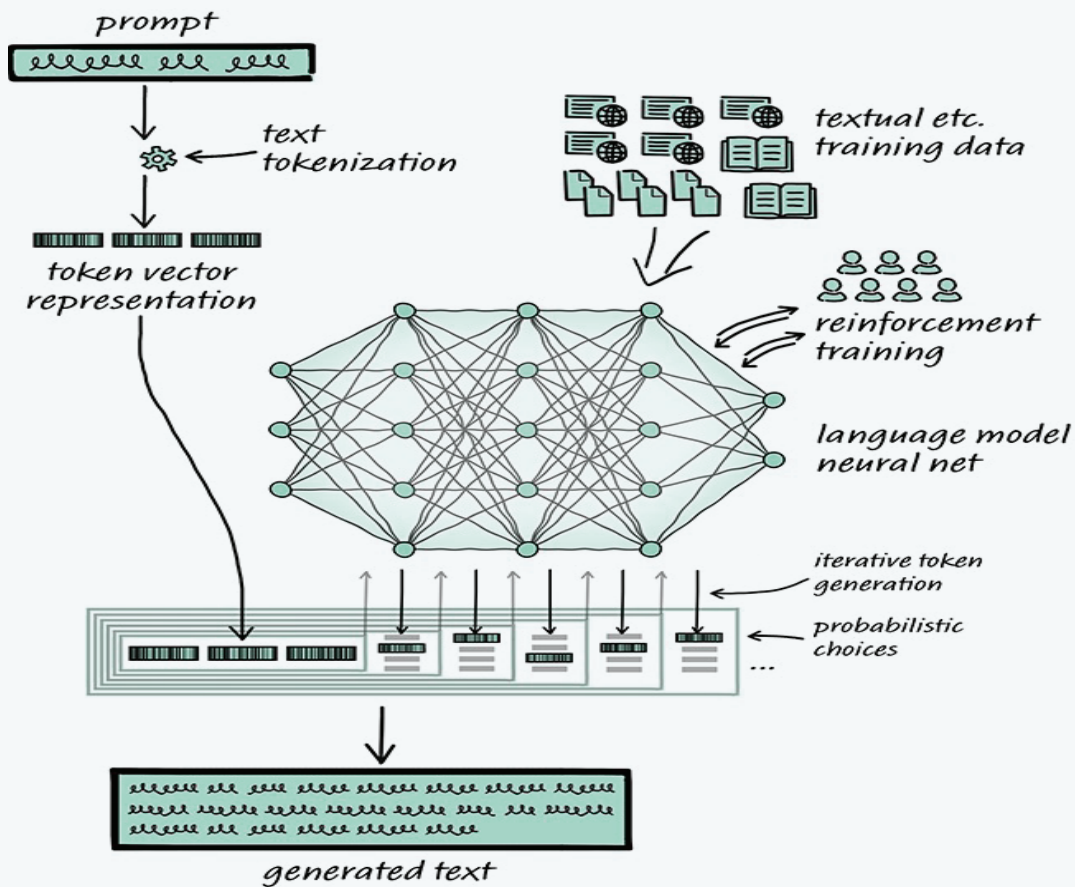 prompt
text
tokenization
token vector
representation
textual etc.
training data
reinforcement
training
language model
neural net
iterative token
generation
probabilistic
choices
...
generated text